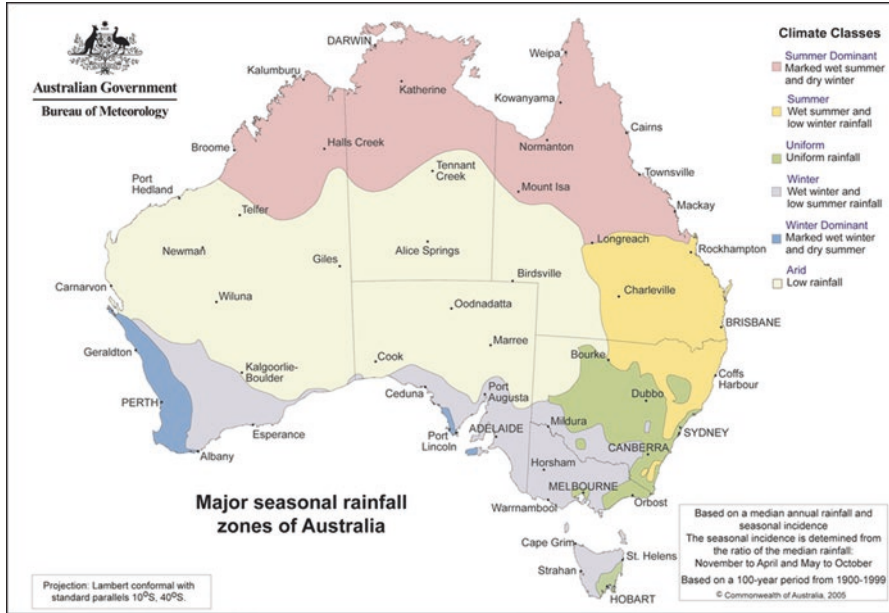 Australian Government
Bureau of Meteorology
DARWIN
Weipa
Kalumburu
Katherine
Kowanyama
Cairns
Broome
Halls Creek
Normanton
Port
Hedland
Tennant
Creek
Townsville
Mount Isa
Telfer
Mackay
Newman
Alice Springs
Longreach
Giles
Rockhampton
Birdsville
Carnarvon
Wiluna
Charleville
Oodnadatta
BRISBANE
Geraldton
Marree
Cook
Bourke
Kalgoorlie-
Boulder
Coffs
Harbour
Ceduna
Port
Augusta
Dubbo
PERTH
Esperance
Port
Lincoln
ADELAIDE
Mildura
SYDNEY
Albany
CANBERRA
Horsham
MELBOURNE
Warrnambool
Orbost
Cape Grim
St. Helens
Strahan
HOBART
Climate Classes
Summer Dominant
Marked wet summer
and dry winter
Summer
Wet summer and
low winter rainfall
Uniform
Uniform rainfall
Winter
Wet winter and
low summer rainfall
Winter Dominant
Marked wet winter
and dry summer
Arid
Low rainfall
Major seasonal rainfall
zones of Australia
Projection: Lambert conformal with
standard parallels 10°S, 40°S.
Based on a median annual rainfall and
seasonal incidence
The seasonal incidence is detemined from
the ratio of the median rainfall:
November to April and May to October
Based on a 100-year period from 1900-1999
© Commonwealth of Australia, 2005